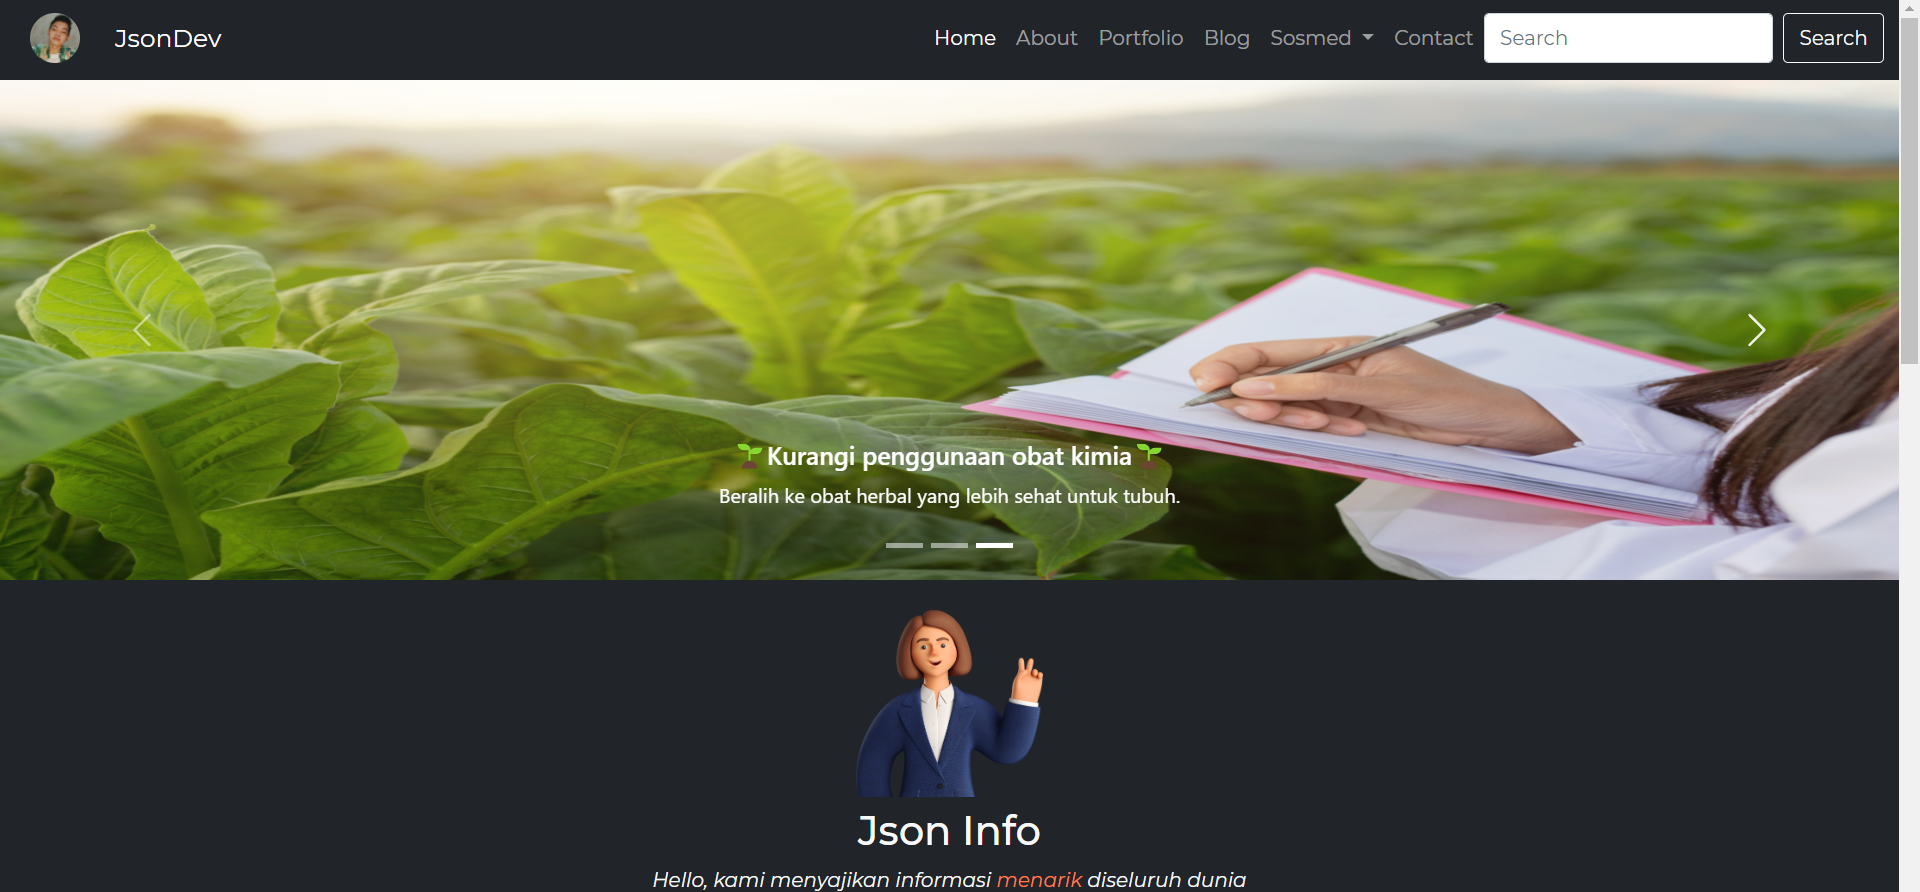 JsonDev
Home About Portfolio Blog Sosmed Contact Search Search
🌱Kurangi penggunaan obat kimia🌱
Beralih ke obat herbal yang lebih sehat untuk tubuh.
Json Info
Hello, kami menyajikan informasi menarik diseluruh dunia